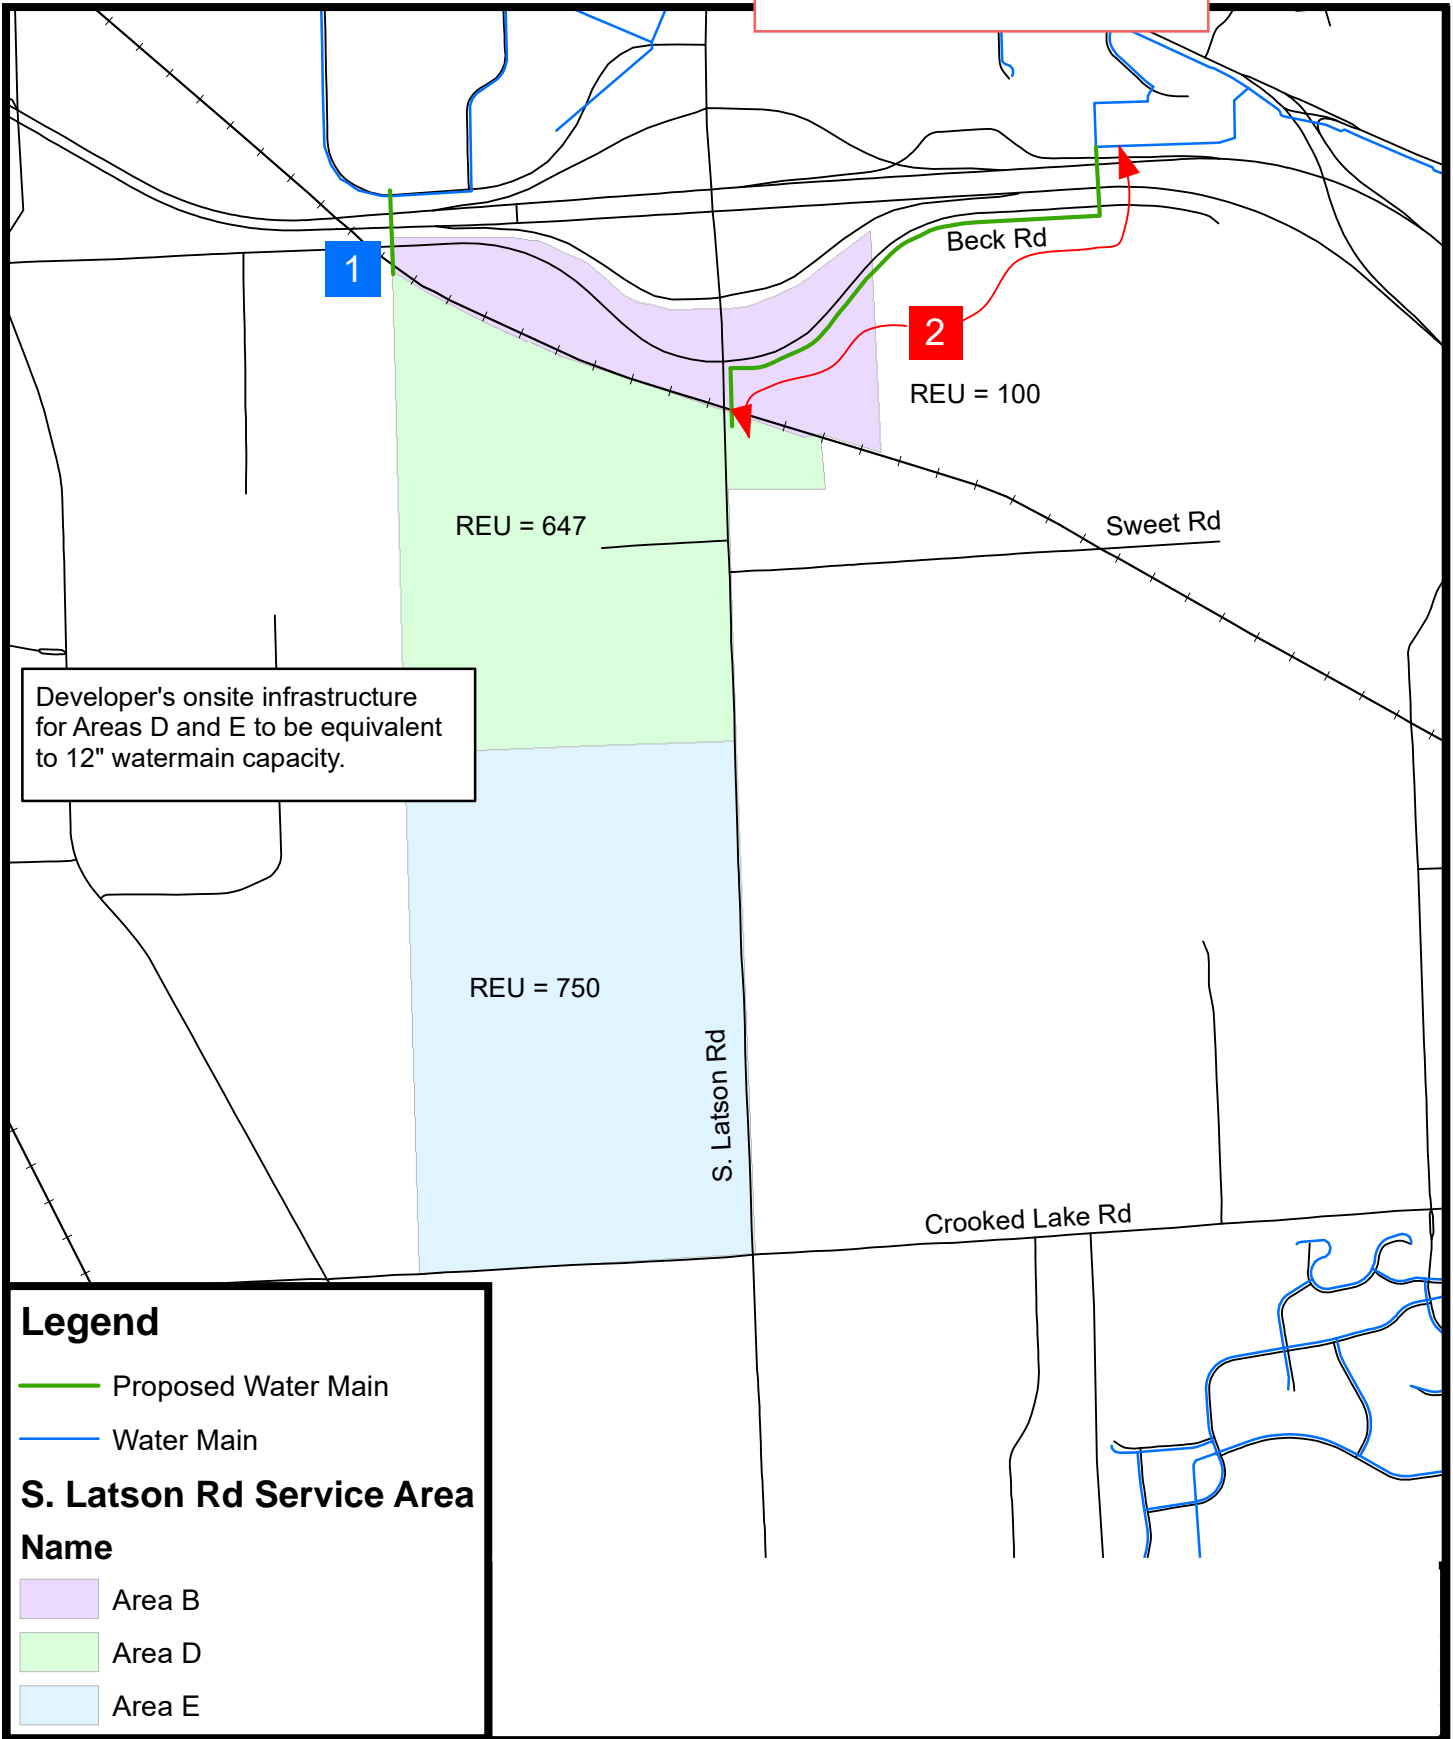 1
Beck Rd
2
REU = 100
REU = 647
Sweet Rd
Developer's onsite infrastructure
for Areas D and E to be equivalent
to 12" watermain capacity.
REU = 750
S. Latson Rd
Crooked Lake Rd
Legend
Proposed Water Main
Water Main
S. Latson Rd Service Area
Name
Area B
Area D
Area E